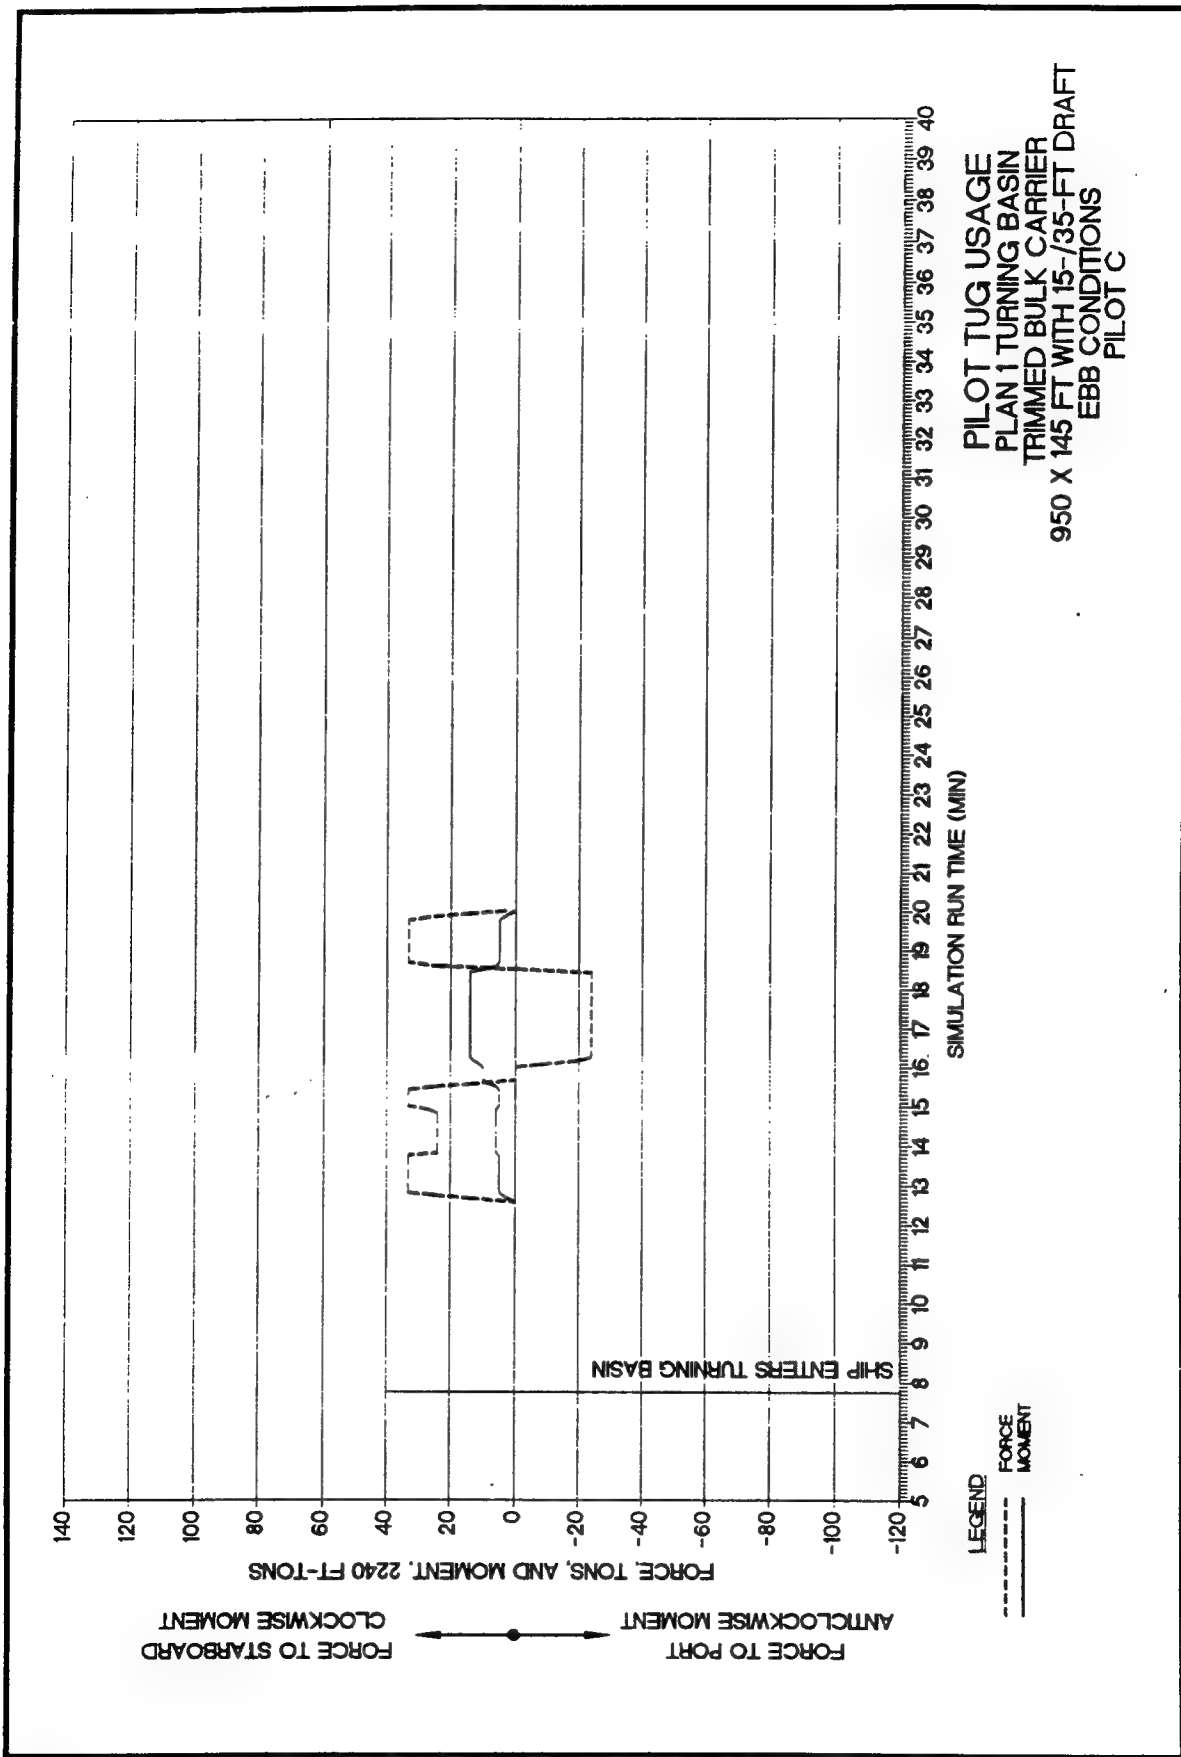 140
120
100
80
60
40
20
0
-20
-40
-60
-80
-100
-120
FORCE, TONS, AND MOMENT, 2240 FT-TONS
FORCE TO STARBOARD
CLOCKWISE MOMENT
ANTICLOCKWISE MOMENT
FORCE TO PORT
SHIP ENTERS TURNING BASIN
5 6 7 8 9 10 11 12 13 14 15 16 17 18 19 20 21 22 23 24 25 26 27 28 29 30 31 32 33 34 35 36 37 38 39 40
SIMULATION RUN TIME (MIN)
LEGEND
FORCE
MOMENT
PILOT TUG USAGE
PLAN 1 TURNING BASIN
TRIMMED BULK CARRIER
950 X 145 FT WITH 15-/35-FT DRAFT
EBB CONDITIONS
PILOT C